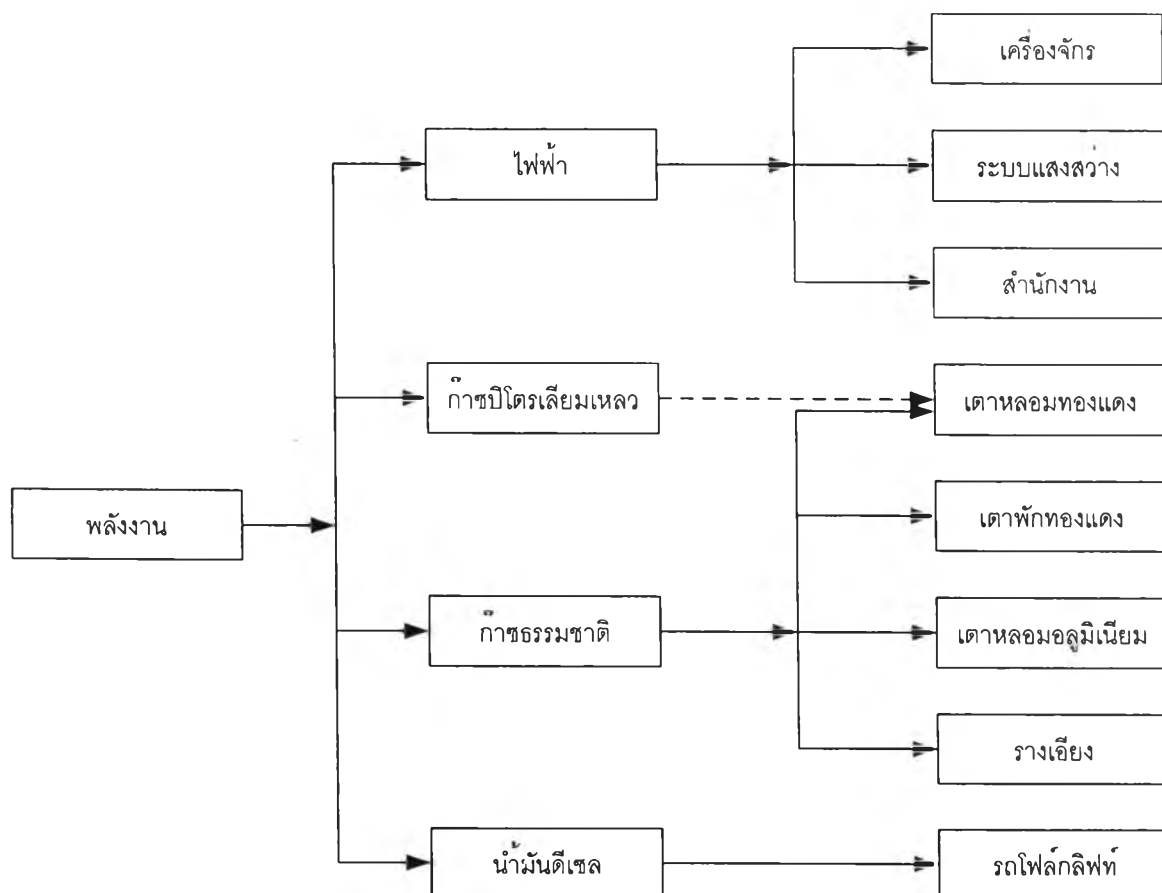 เครื่องจักร
ไฟฟ้า
ระบบแสงสว่าง
สำนักงาน
ก๊าซปิโตรเลียมเหลว
เตาหลอมทองแดง
พลังงาน
เตาพักทองแดง
ก๊าซธรรมชาติ
เตาหลอมอลูมิเนียม
รางเอียง
น้ำมันดีเซล
รถโฟล์กลิฟท์